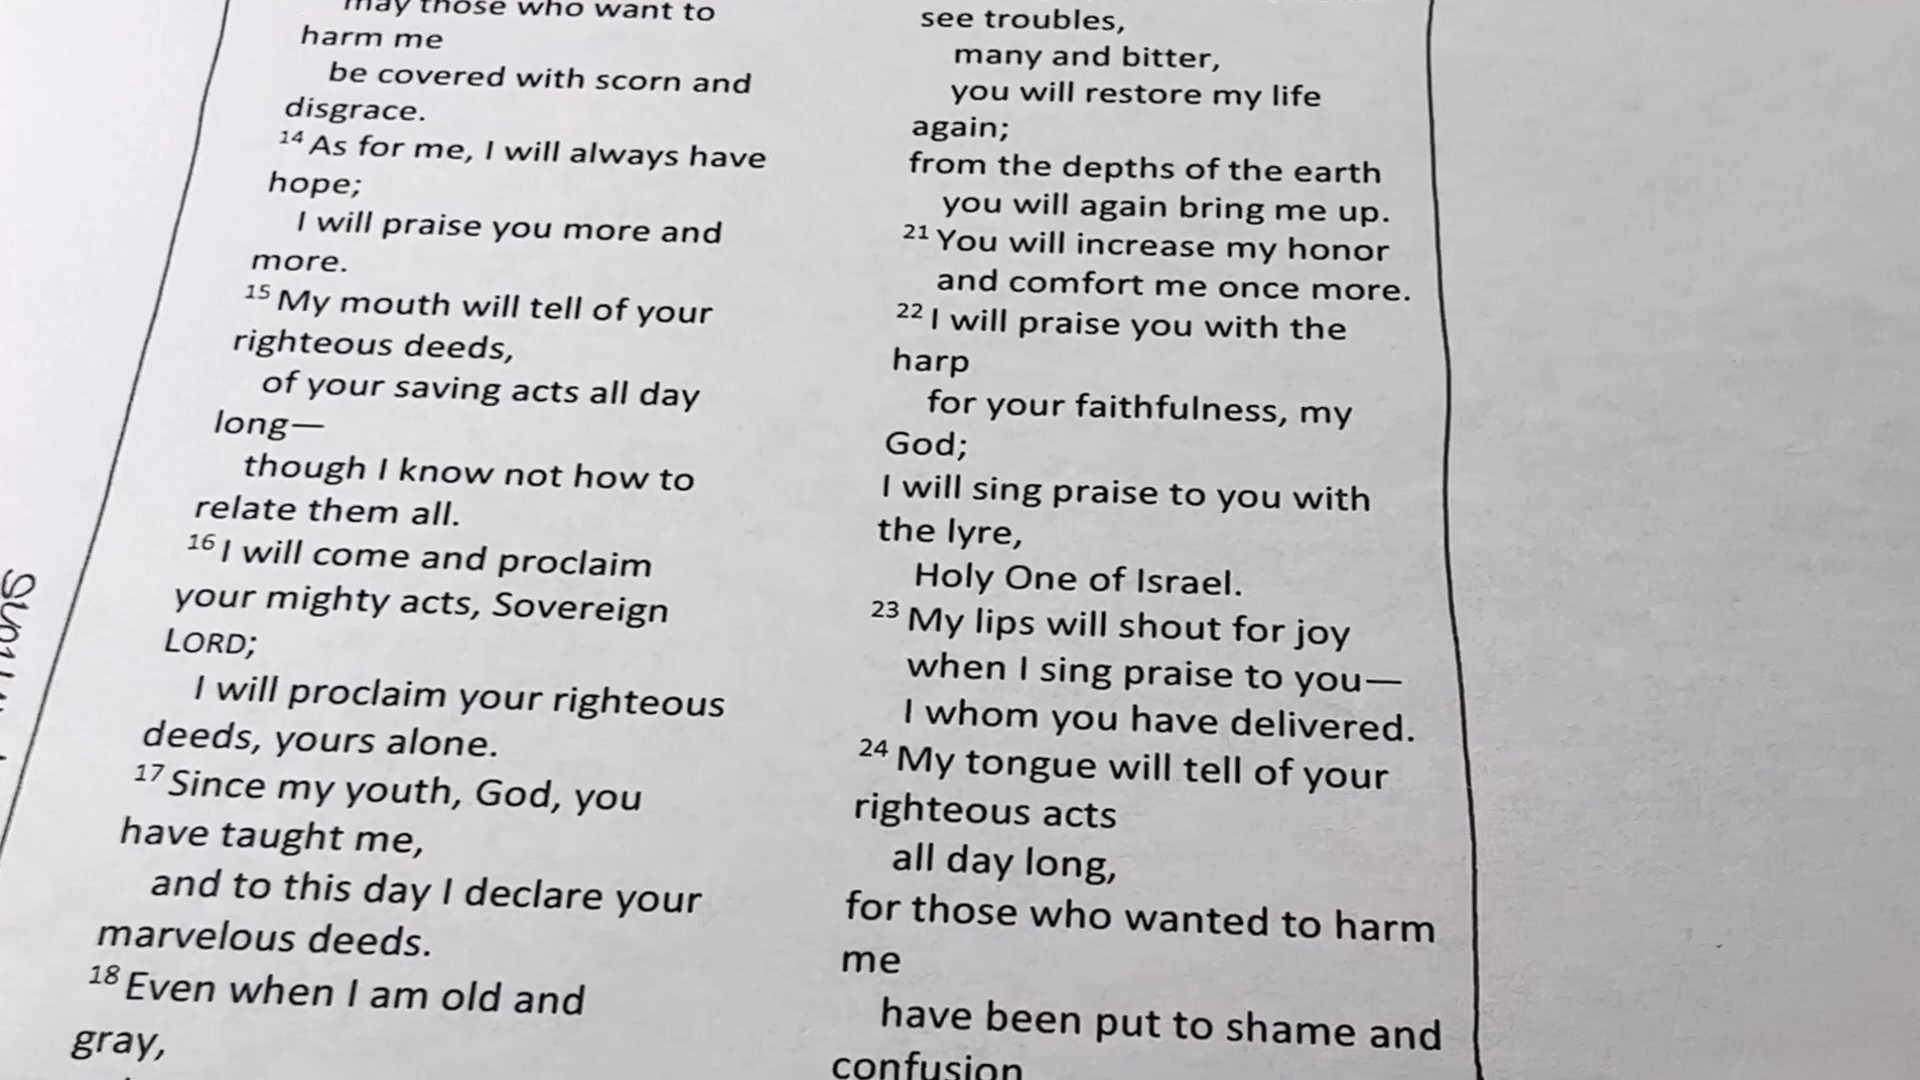 may those who want to
harm me
be covered with scorn and
disgrace.
14 As for me, I will always have
hope;
I will praise you more and
more.
15 My mouth will tell of your
righteous deeds,
of your saving acts all day
long—
though I know not how to
relate them all.
16 I will come and proclaim
your mighty acts, Sovereign
LORD;
I will proclaim your righteous
deeds, yours alone.
17 Since my youth, God, you
have taught me,
and to this day I declare your
marvelous deeds.
18 Even when I am old and
gray,
see troubles,
many and bitter,
you will restore my life
again;
from the depths of the earth
you will again bring me up.
21 You will increase my honor
and comfort me once more.
22 I will praise you with the
harp
for your faithfulness, my
God;
I will sing praise to you with
the lyre,
Holy One of Israel.
23 My lips will shout for joy
when I sing praise to you—
I whom you have delivered.
24 My tongue will tell of your
righteous acts
all day long,
for those who wanted to harm
me
have been put to shame and
confusion